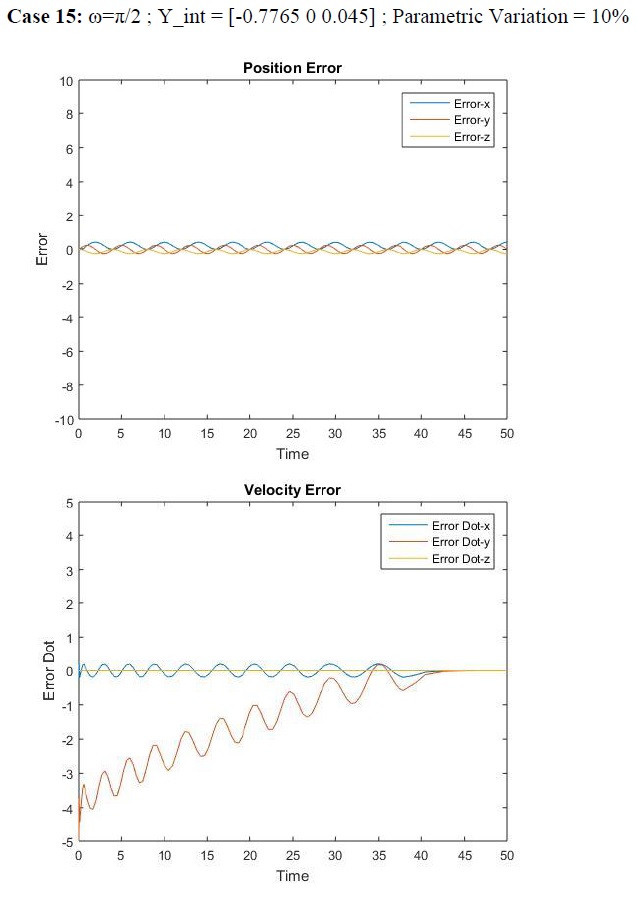 Case 15: ω=π/2 ; Y_int = [-0.7765 0 0.045] ; Parametric Variation = 10%
Position Error
10
8
6
4
2
0
-2
-4
-6
-8
-10
Error
Error-x
Error-y
Error-z
0 5 10 15 20 25 30 35 40 45 50
Time
Velocity Error
5
4
3
2
1
0
-1
-2
-3
-4
-5
Error Dot
Error Dot-x
Error Dot-y
Error Dot-z
0 5 10 15 20 25 30 35 40 45 50
Time